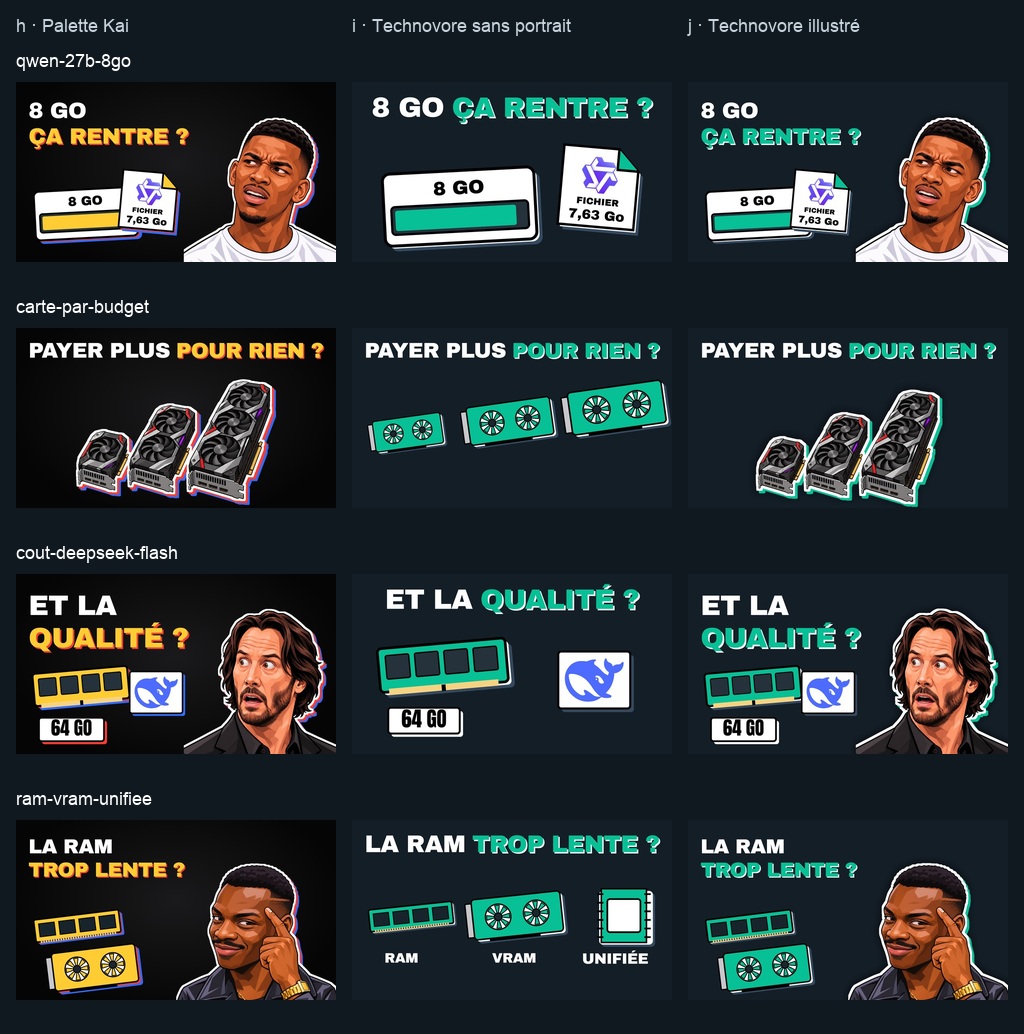 h · Palette Kai
i · Technovore sans portrait
j · Technovore illustré
qwen-27b-8go
8 GO
ÇA RENTRE ?
8 GO
FICHIER
7,63 Go
8 GO ÇA RENTRE ?
8 GO
FICHIER
7,63 Go
8 GO
ÇA RENTRE ?
8 GO
FICHIER
7,63 Go
carte-par-budget
PAYER PLUS POUR RIEN ?
PAYER PLUS POUR RIEN ?
PAYER PLUS POUR RIEN ?
cout-deepseek-flash
ET LA
QUALITÉ ?
64 GO
ET LA QUALITÉ ?
64 GO
ET LA
QUALITÉ ?
64 GO
ram-vram-unifiee
LA RAM
TROP LENTE ?
LA RAM TROP LENTE ?
RAM
VRAM
UNIFIÉE
LA RAM
TROP LENTE ?